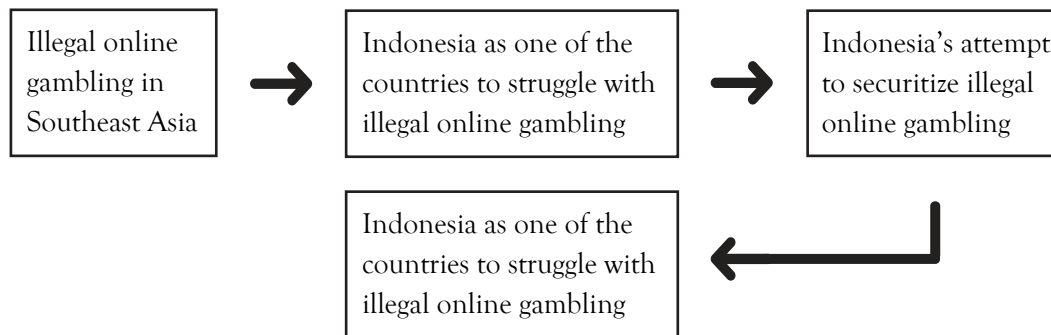 Illegal online
gambling in
Southeast Asia
Indonesia as one of the
countries to struggle with
illegal online gambling
Indonesia’s attempt
to securitize illegal
online gambling
Indonesia as one of the
countries to struggle with
illegal online gambling